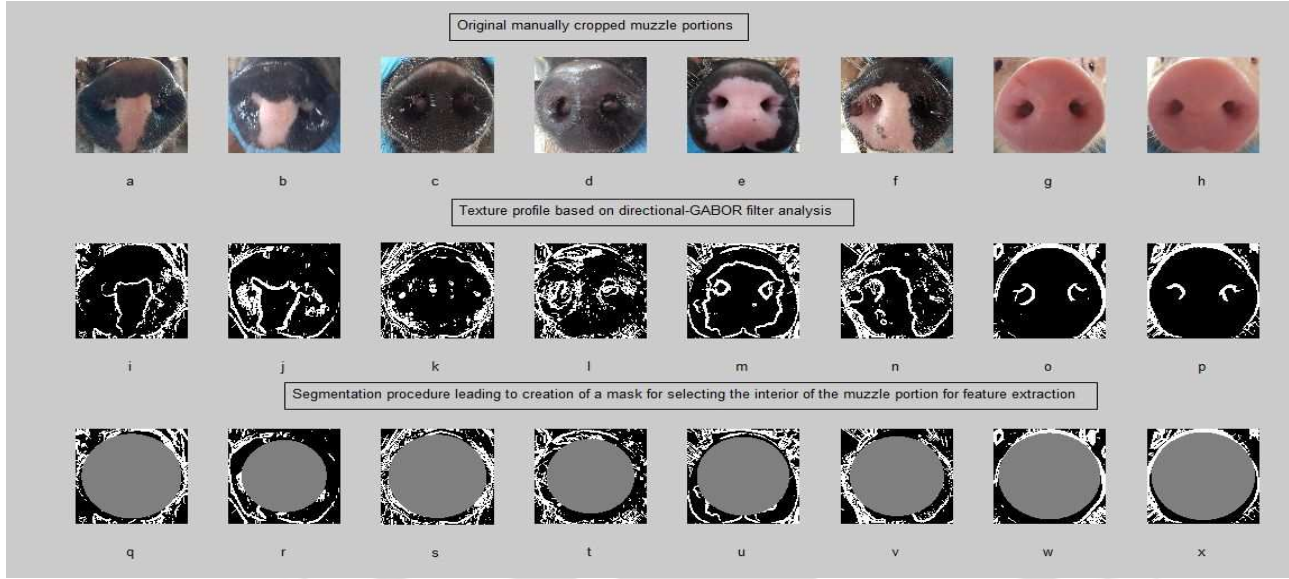 Original manually cropped muzzle portions
a b c d e f g h
Texture profile based on directional-GABOR filter analysis
i j k l m n o p
Segmentation procedure leading to creation of a mask for selecting the interior of the muzzle portion for feature extraction
q r s t u v w x